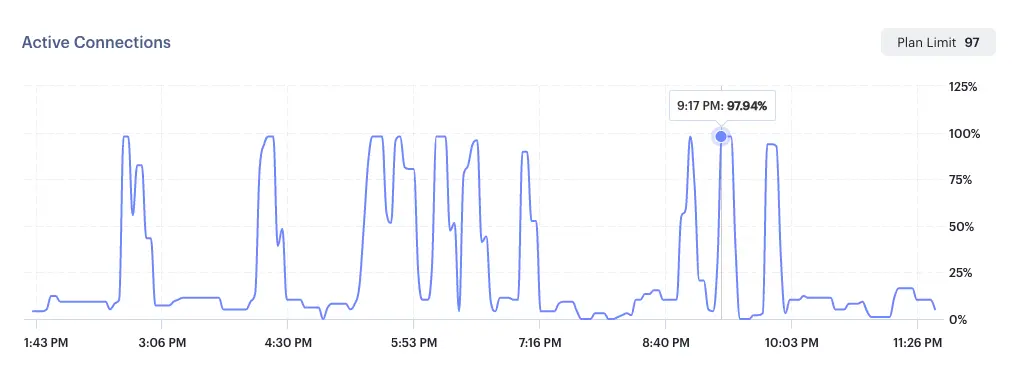 Active Connections
Plan Limit 97
125%
9:17 PM: 97.94%
100%
75%
50%
25%
0%
1:43 PM 3:06 PM 4:30 PM 5:53 PM 7:16 PM 8:40 PM 10:03 PM 11:26 PM